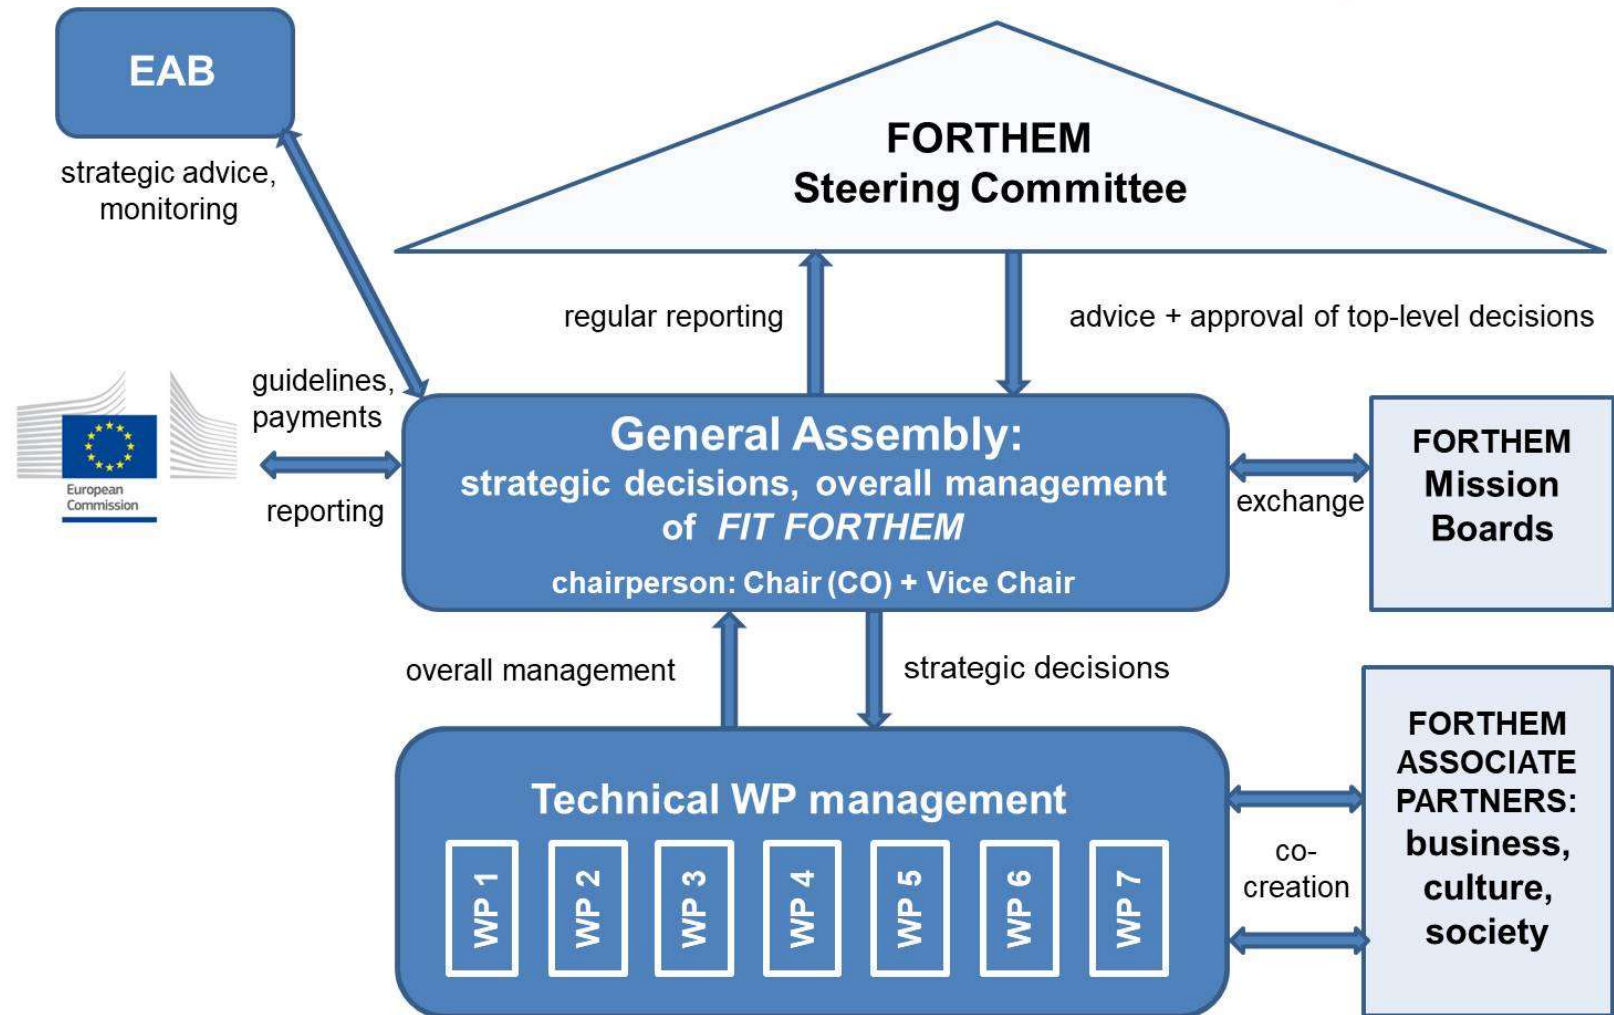 EAB
strategic advice,
monitoring
FORTHEM
Steering Committee
regular reporting
advice + approval of top-level decisions
guidelines,
payments
European
Commission
reporting
General Assembly:
strategic decisions, overall management
of FIT FORTHEM
chairperson: Chair (CO) + Vice Chair
exchange
FORTHEM
Mission
Boards
overall management
strategic decisions
Technical WP management
WP 1
WP 2
WP 3
WP 4
WP 5
WP 6
WP 7
co-
creation
FORTHEM
ASSOCIATE
PARTNERS:
business,
culture,
society